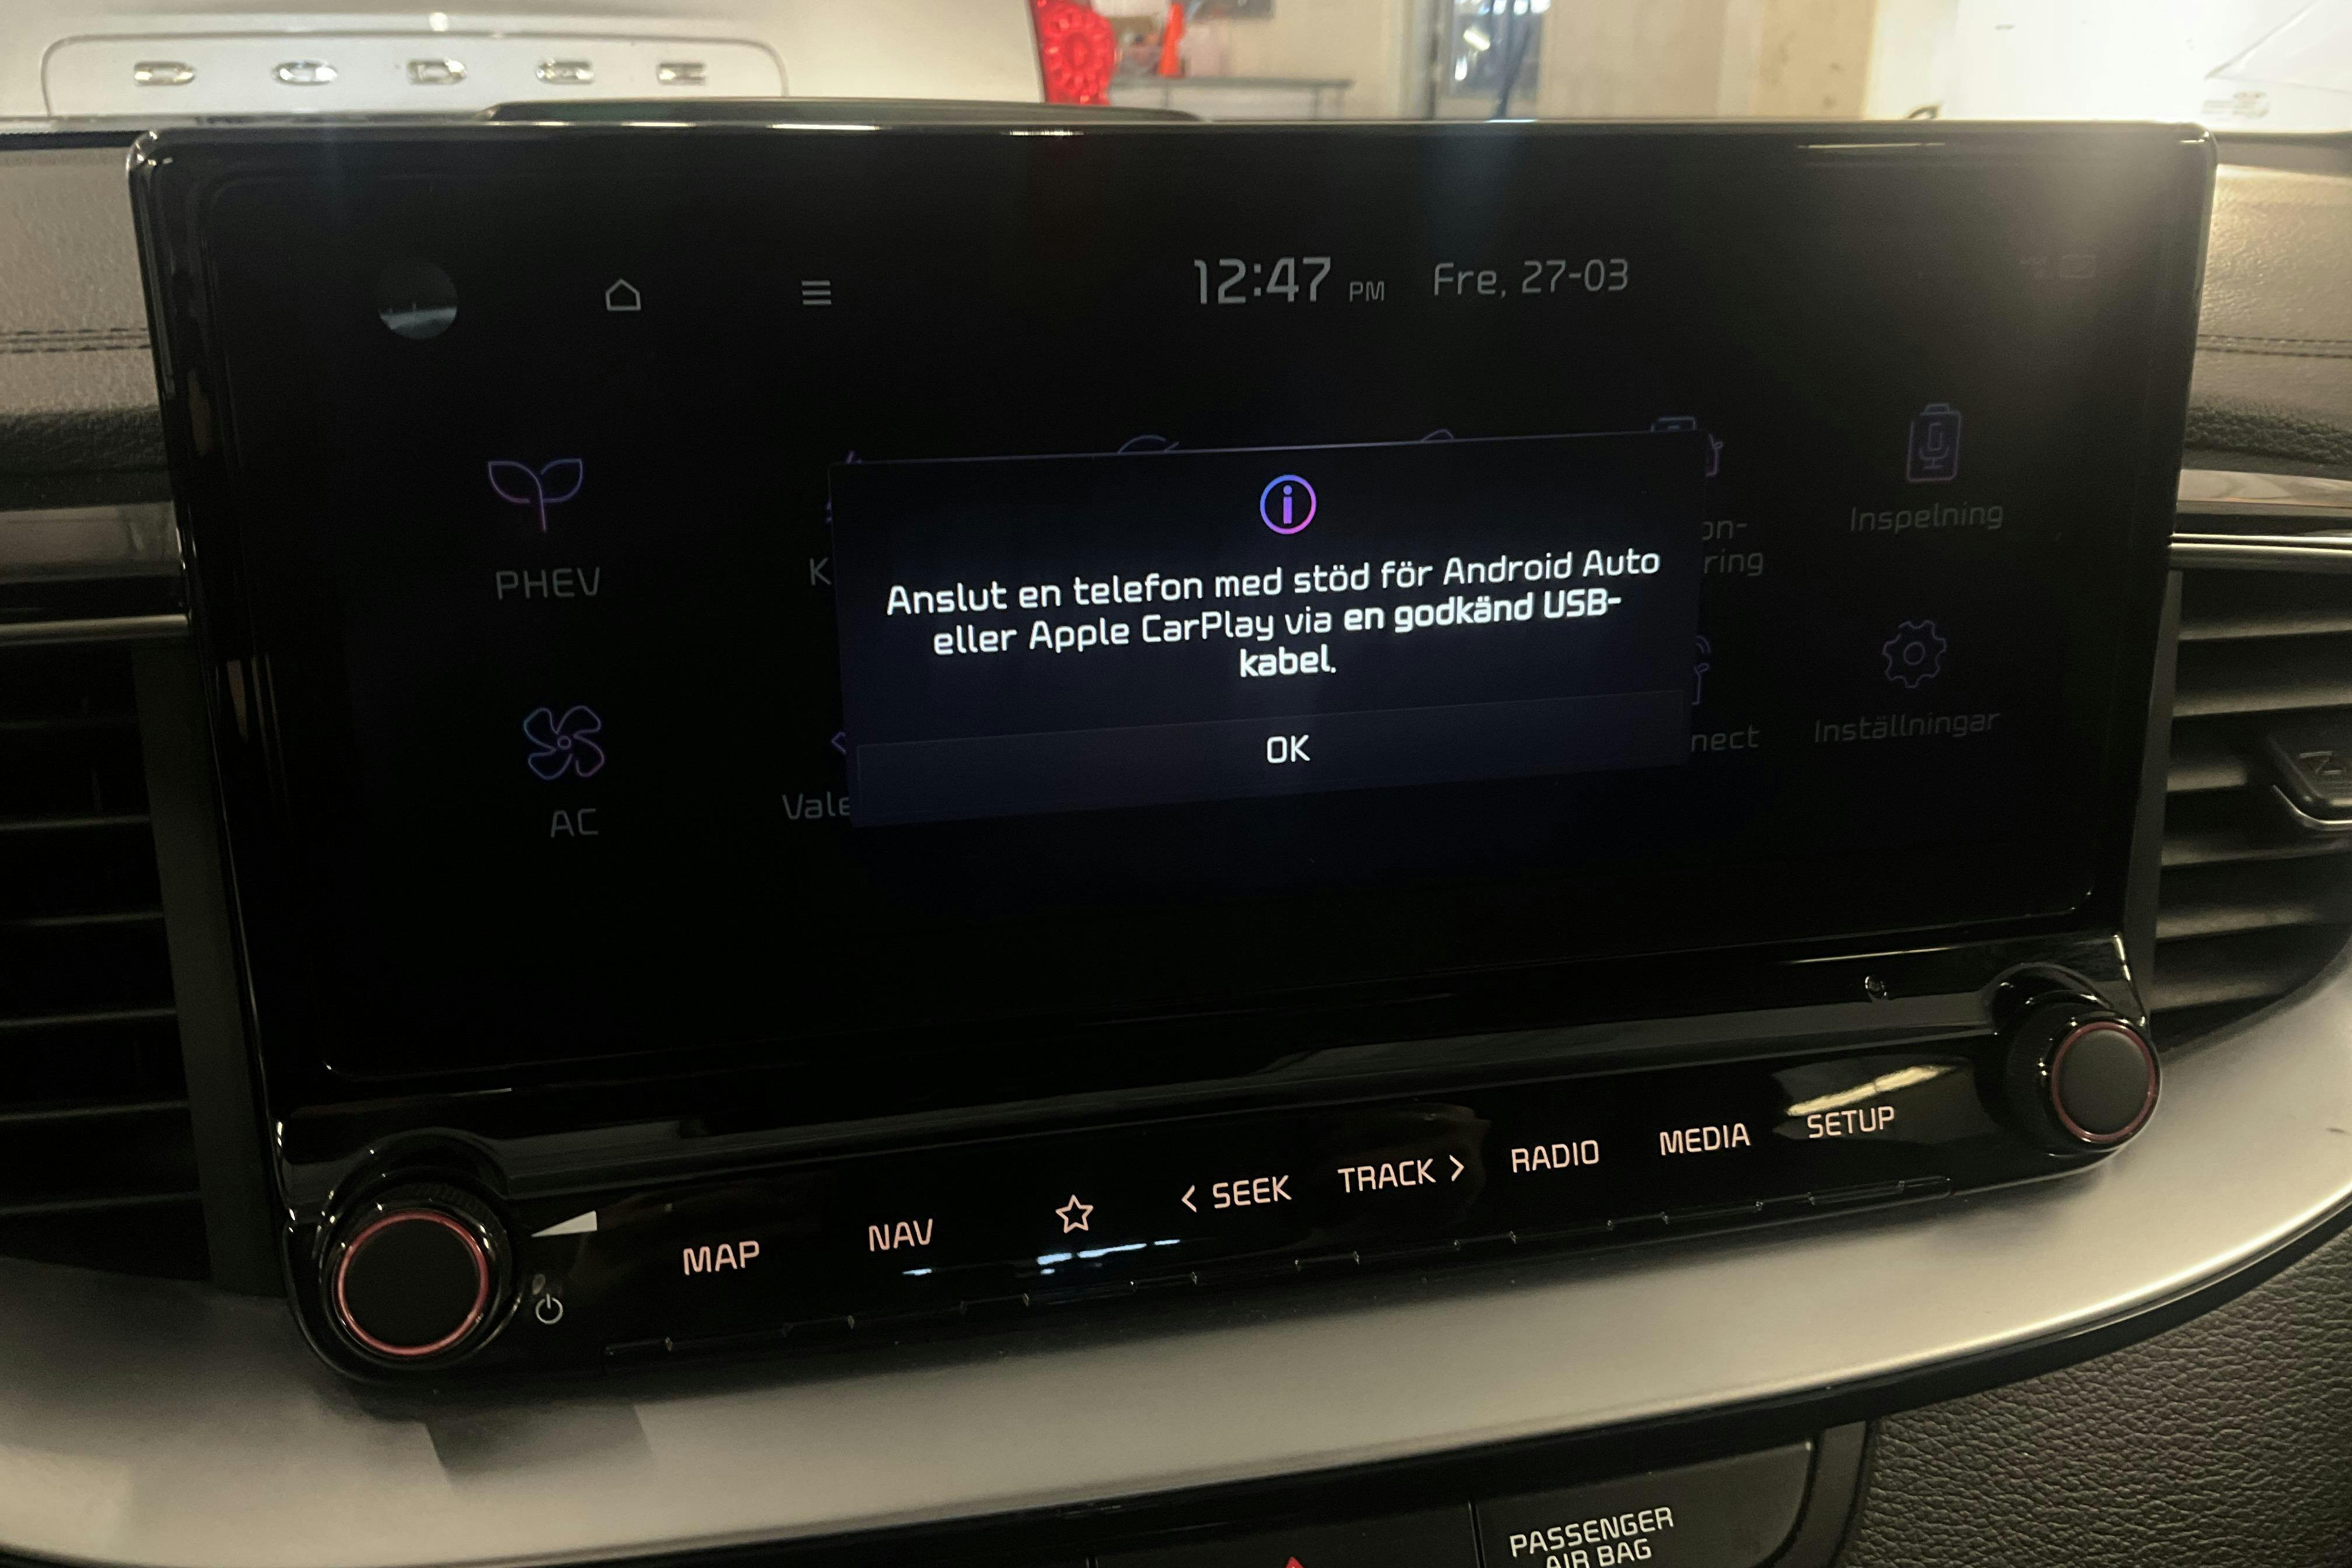 12:47 PM Fre, 27-03
PHEV
Inspelning
Anslut en telefon med stöd för Android Auto
eller Apple CarPlay via en godkänd USB-
kabel.
OK
AC
Inställningar
MAP NAV < SEEK TRACK > RADIO MEDIA SETUP
PASSENGER
AIR BAG